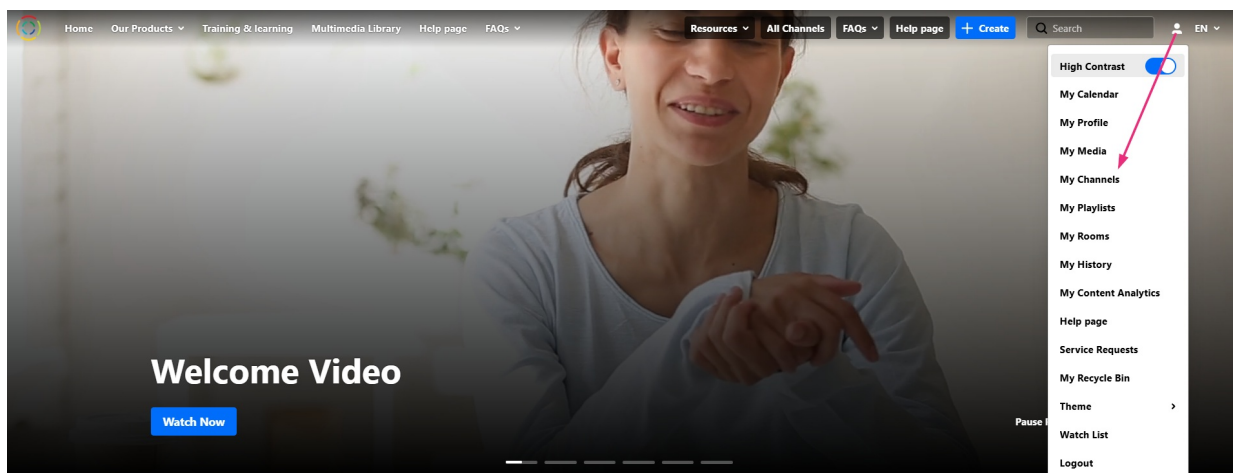 Home Our Products Training & learning Multimedia Library Help page FAQs Resources All Channels FAQs Help page + Create Search EN
High Contrast
My Calendar
My Profile
My Media
My Channels
My Playlists
My Rooms
My History
My Content Analytics
Help page
Service Requests
My Recycle Bin
Theme
Watch List
Logout
Welcome Video
Watch Now
Pause